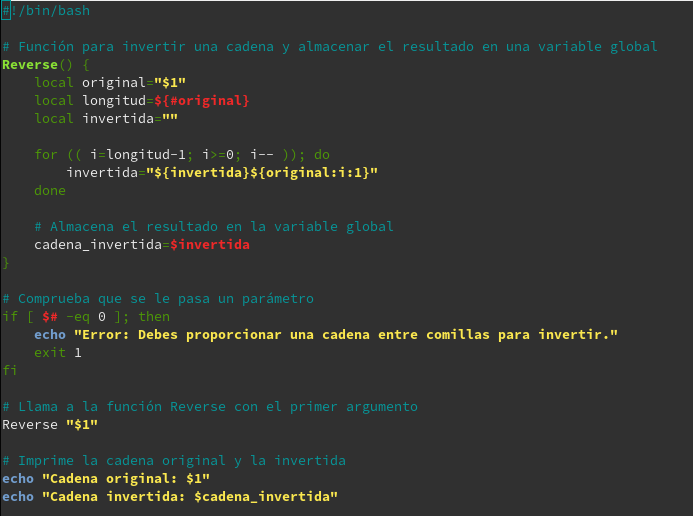 #!/bin/bash
# Función para invertir una cadena y almacenar el resultado en una variable global
Reverse() {
    local original="$1"
    local longitud=${#original}
    local invertida=""
    for (( i=longitud-1; i>=0; i-- )); do
        invertida="${invertida}${original:i:1}"
    done
    # Almacena el resultado en la variable global
    cadena_invertida=$invertida
}
# Comprueba que se le pasa un parámetro
if [ $# -eq 0 ]; then
    echo "Error: Debes proporcionar una cadena entre comillas para invertir."
    exit 1
fi
# Llama a la función Reverse con el primer argumento
Reverse "$1"
# Imprime la cadena original y la invertida
echo "Cadena original: $1"
echo "Cadena invertida: $cadena_invertida"